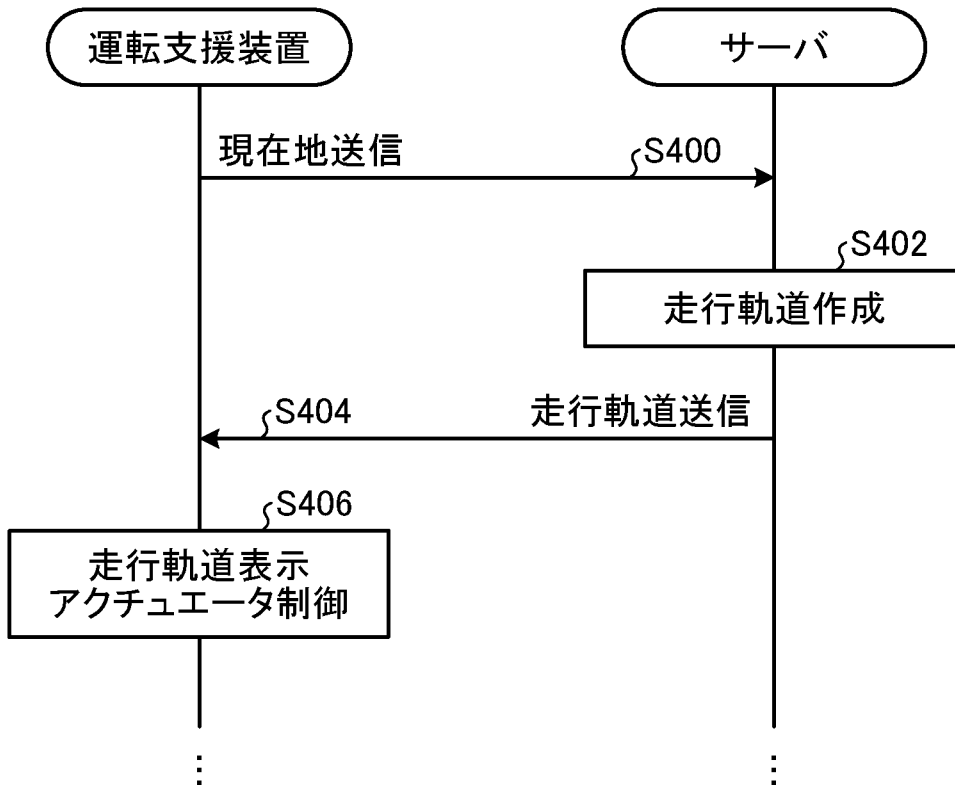 運転支援装置
サーバ
現在地送信
S400
S402
走行軌道作成
S404
走行軌道送信
S406
走行軌道表示
アクチュエータ制御